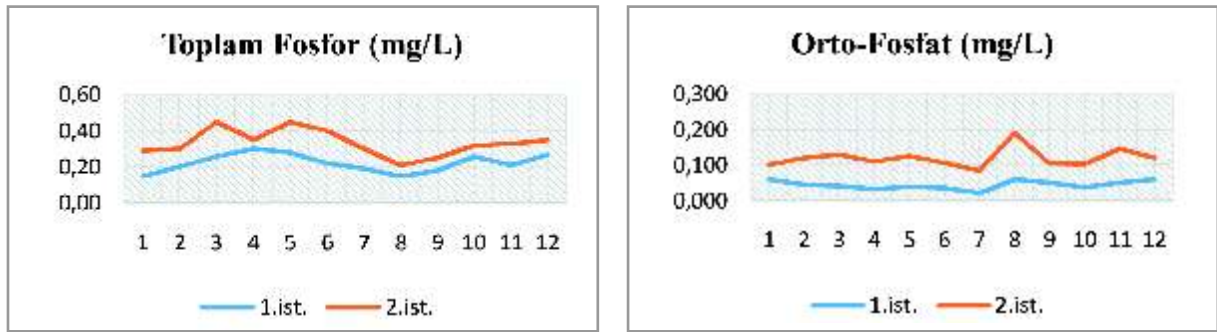 Toplam Fosfor (mg/L)
0,60
0,40
0,20
0,00
1 2 3 4 5 6 7 8 9 10 11 12
1.ist. 2.ist.
Orto-Fosfat (mg/L)
0,300
0,200
0,100
0,000
1 2 3 4 5 6 7 8 9 10 11 12
1.ist. 2.ist.